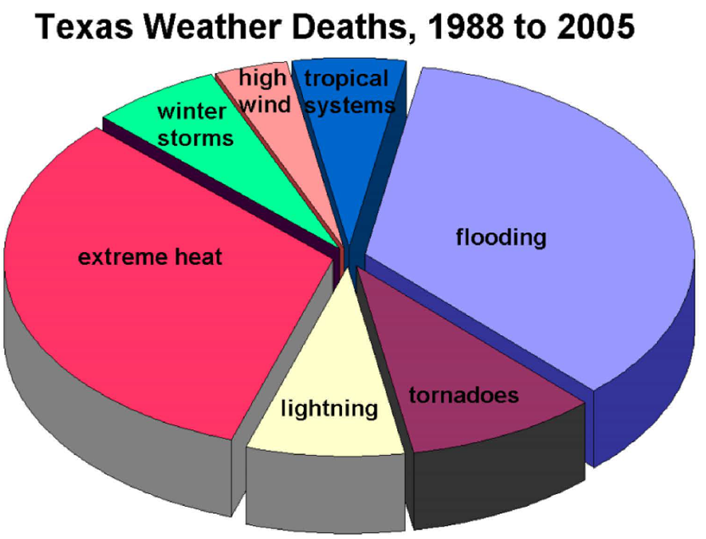 Texas Weather Deaths, 1988 to 2005
high
wind
tropical
systems
winter
storms
flooding
extreme heat
tornadoes
lightning